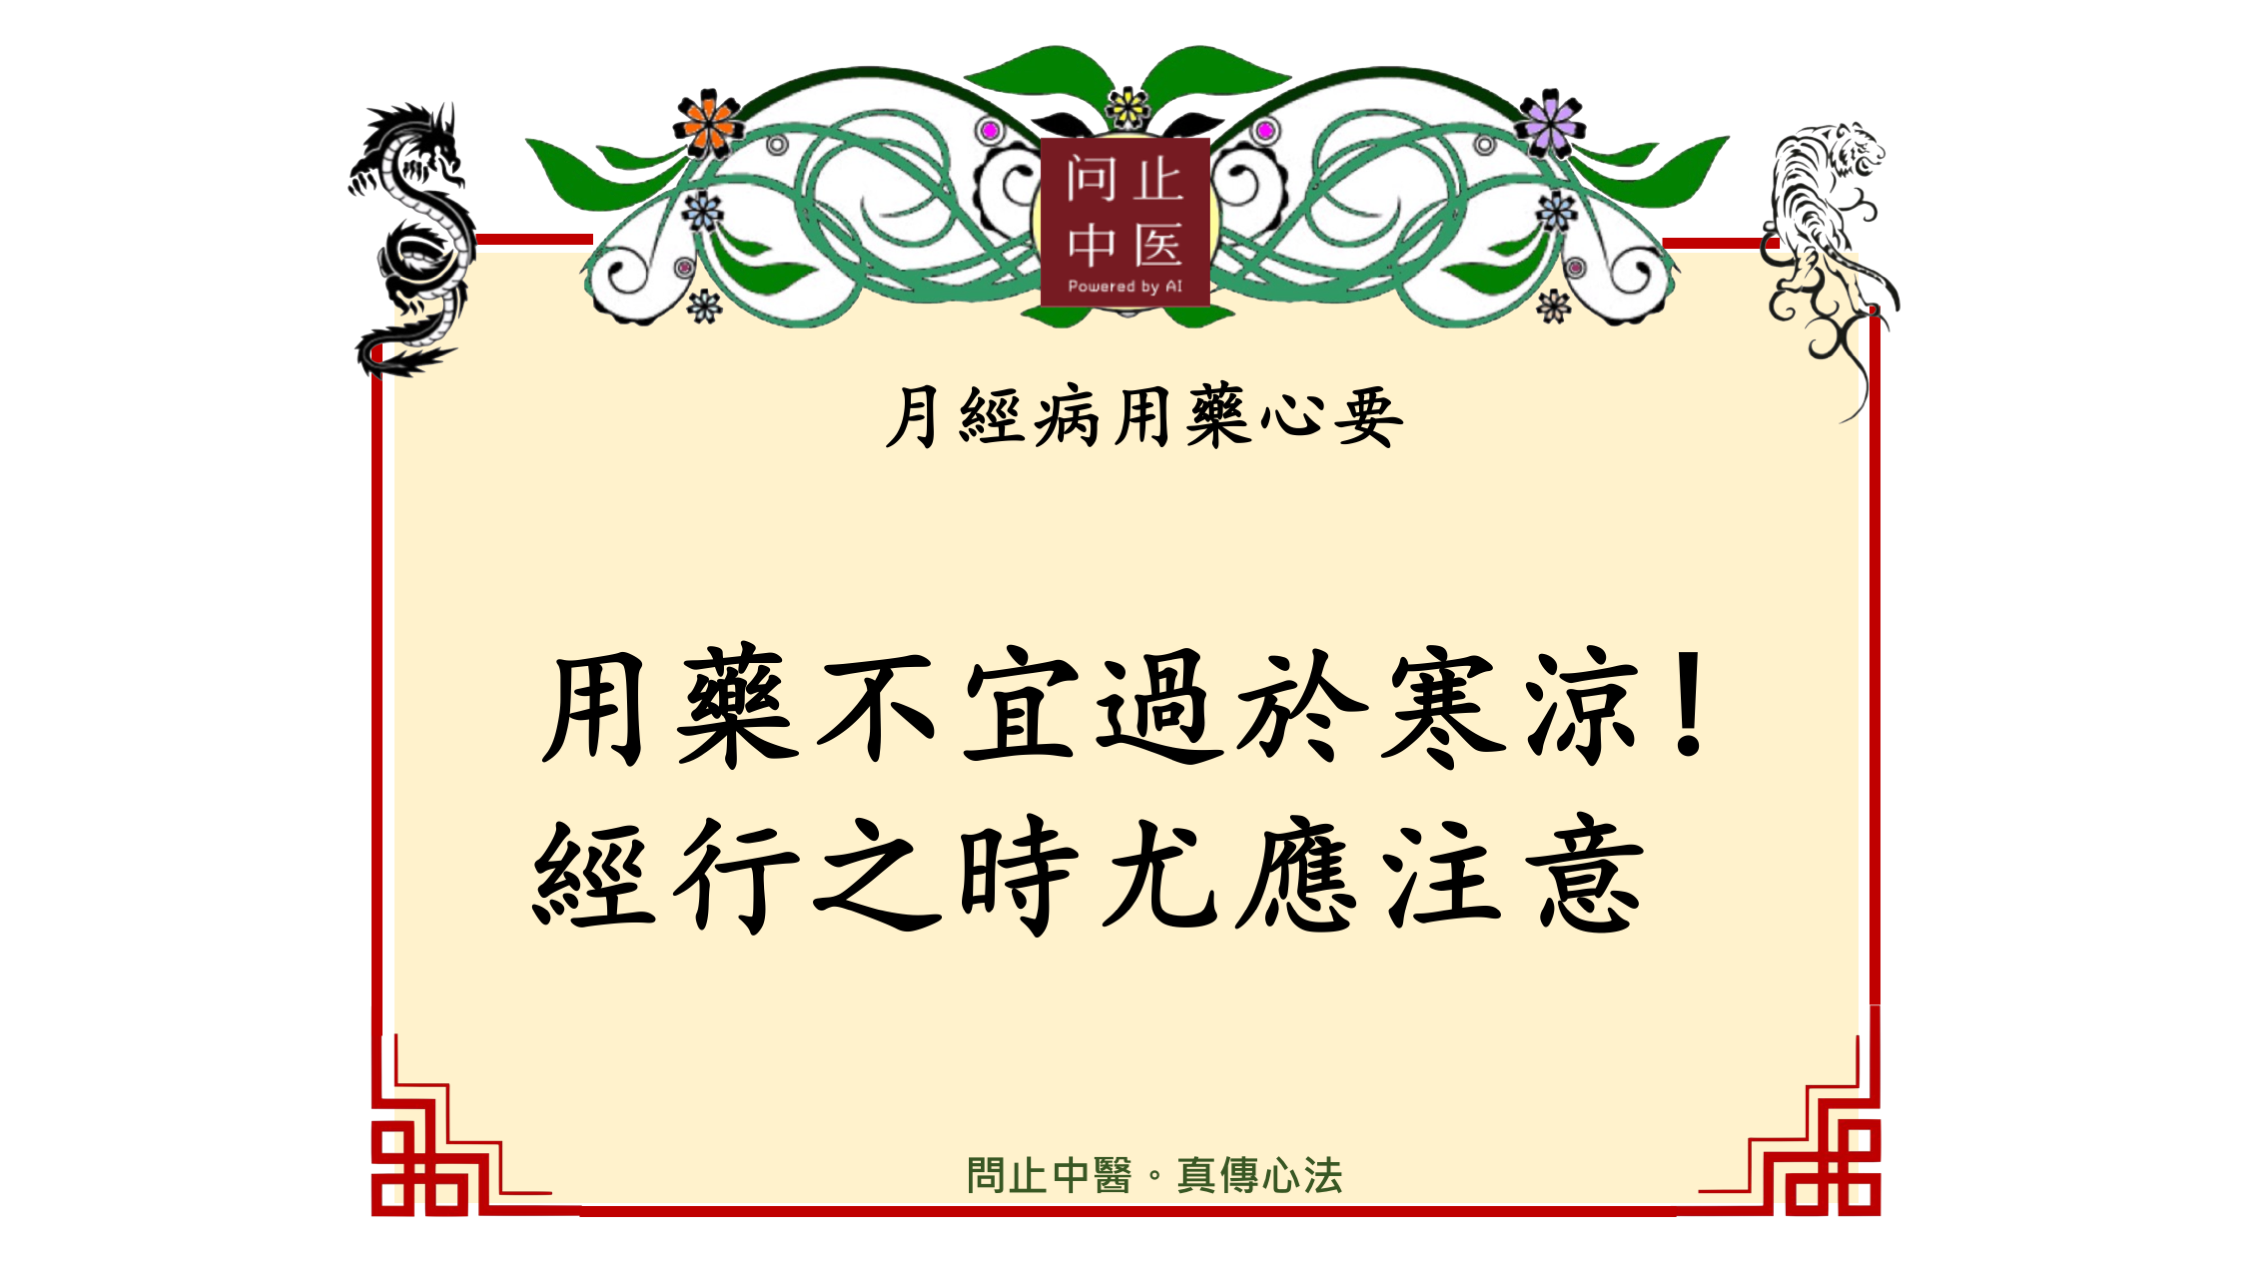 问止
中医
Powered by AI
月經病用藥心要
用藥不宜過於寒涼！
經行之時尤應注意
問止中醫。真傳心法